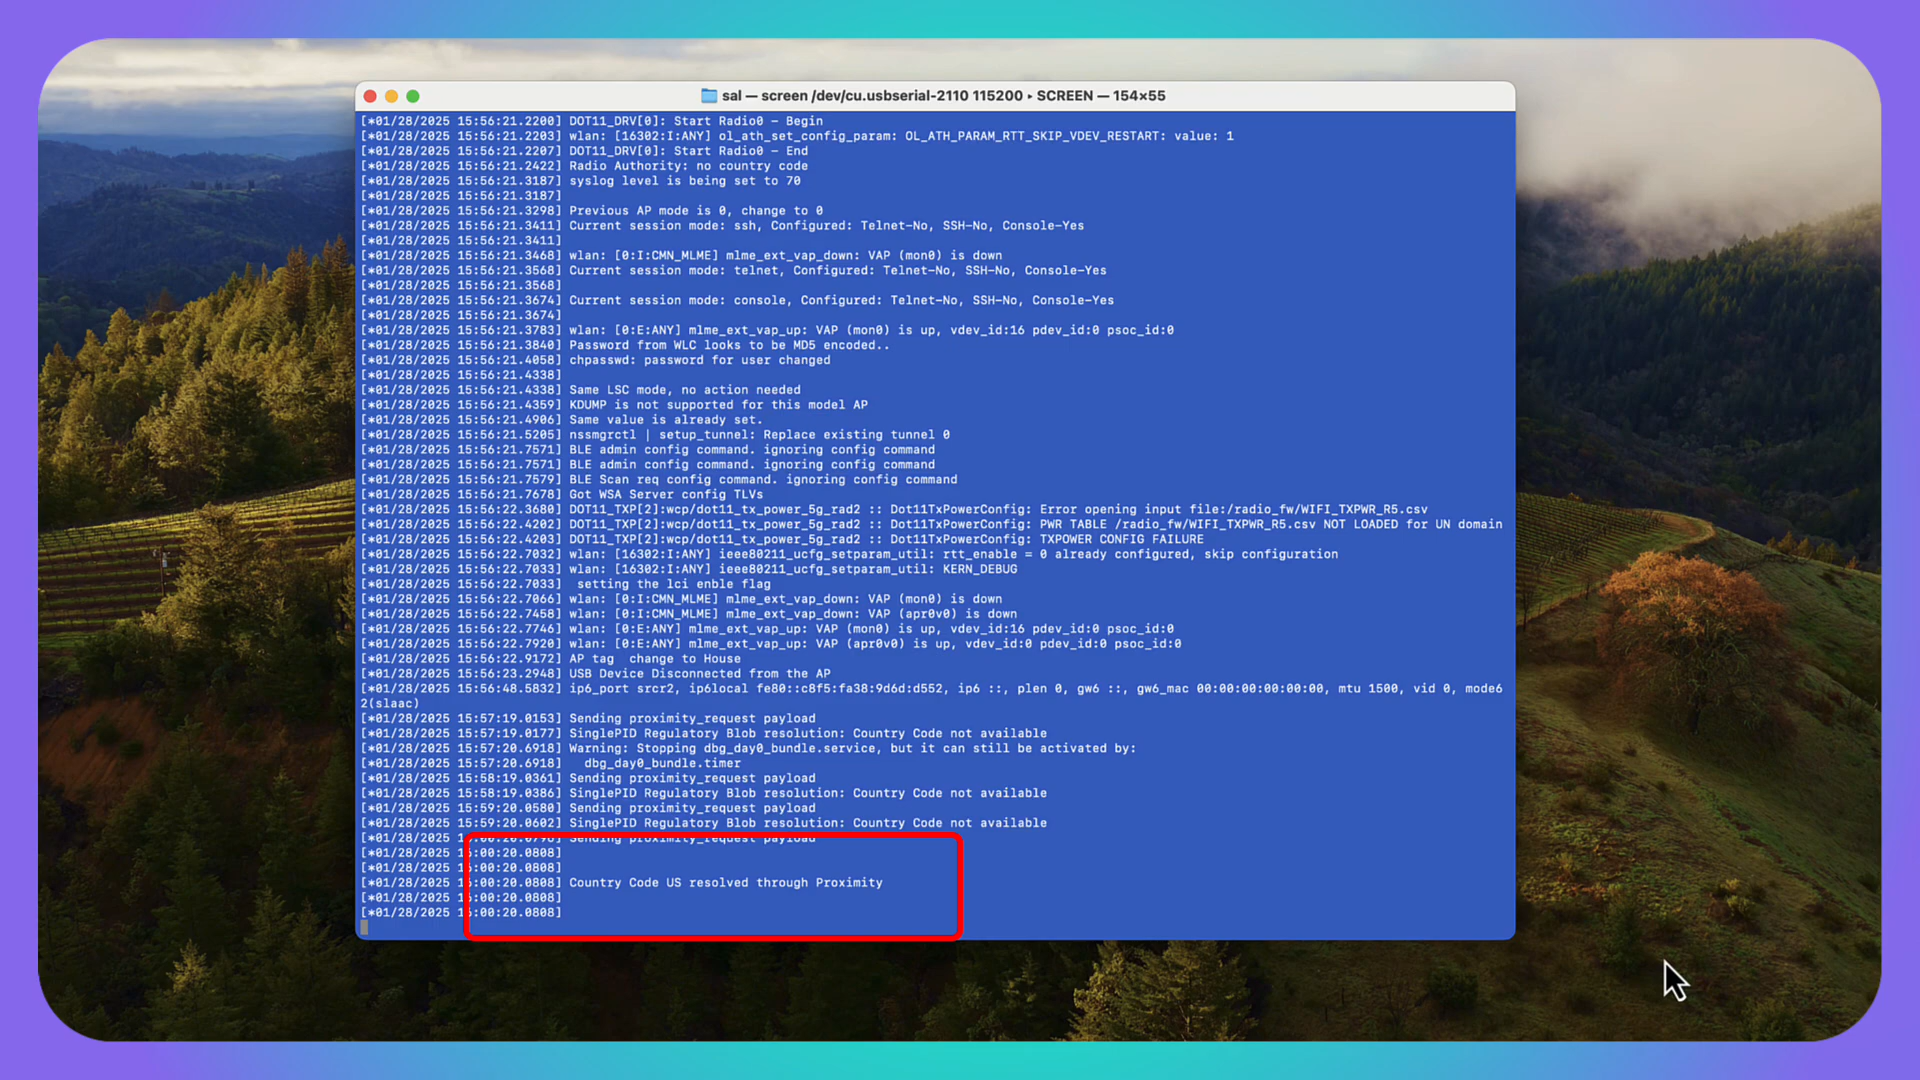 sal — screen /dev/cu.usbserial-2110 115200 ▸ SCREEN — 154×55
[*01/28/2025 15:56:21.2200] DOT11_DRV[0]: Start Radio0 - Begin
[*01/28/2025 15:56:21.2203] wlan: [16302:I:ANY] ol_ath_set_config_param: OL_ATH_PARAM_RTT_SKIP_VDEV_RESTART: value: 1
[*01/28/2025 15:56:21.2207] DOT11_DRV[0]: Start Radio0 - End
[*01/28/2025 15:56:21.2422] Radio Authority: no country code
[*01/28/2025 15:56:21.3187] syslog level is being set to 70
[*01/28/2025 15:56:21.3187]
[*01/28/2025 15:56:21.3298] Previous AP mode is 0, change to 0
[*01/28/2025 15:56:21.3411] Current session mode: ssh, Configured: Telnet-No, SSH-No, Console-Yes
[*01/28/2025 15:56:21.3411]
[*01/28/2025 15:56:21.3468] wlan: [0:I:CMN_MLME] mlme_ext_vap_down: VAP (mon0) is down
[*01/28/2025 15:56:21.3568] Current session mode: telnet, Configured: Telnet-No, SSH-No, Console-Yes
[*01/28/2025 15:56:21.3568]
[*01/28/2025 15:56:21.3674] Current session mode: console, Configured: Telnet-No, SSH-No, Console-Yes
[*01/28/2025 15:56:21.3674]
[*01/28/2025 15:56:21.3783] wlan: [0:E:ANY] mlme_ext_vap_up: VAP (mon0) is up, vdev_id:16 pdev_id:0 psoc_id:0
[*01/28/2025 15:56:21.3840] Password from WLC looks to be MD5 encoded..
[*01/28/2025 15:56:21.4058] chpasswd: password for user changed
[*01/28/2025 15:56:21.4338]
[*01/28/2025 15:56:21.4338] Same LSC mode, no action needed
[*01/28/2025 15:56:21.4359] KDUMP is not supported for this model AP
[*01/28/2025 15:56:21.4906] Same value is already set.
[*01/28/2025 15:56:21.5205] nssmgrctl | setup_tunnel: Replace existing tunnel 0
[*01/28/2025 15:56:21.7571] BLE admin config command. ignoring config command
[*01/28/2025 15:56:21.7571] BLE admin config command. ignoring config command
[*01/28/2025 15:56:21.7579] BLE Scan req config command. ignoring config command
[*01/28/2025 15:56:21.7678] Got WSA Server config TLVs
[*01/28/2025 15:56:22.3680] DOT11_TXP[2]:wcp/dot11_tx_power_5g_rad2 :: Dot11TxPowerConfig: Error opening input file:/radio_fw/WIFI_TXPWR_R5.csv
[*01/28/2025 15:56:22.4202] DOT11_TXP[2]:wcp/dot11_tx_power_5g_rad2 :: Dot11TxPowerConfig: PWR TABLE /radio_fw/WIFI_TXPWR_R5.csv NOT LOADED for UN domain
[*01/28/2025 15:56:22.4203] DOT11_TXP[2]:wcp/dot11_tx_power_5g_rad2 :: Dot11TxPowerConfig: TXPOWER CONFIG FAILURE
[*01/28/2025 15:56:22.7032] wlan: [16302:I:ANY] ieee80211_ucfg_setparam_util: rtt_enable = 0 already configured, skip configuration
[*01/28/2025 15:56:22.7033] wlan: [16302:I:ANY] ieee80211_ucfg_setparam_util: KERN_DEBUG
[*01/28/2025 15:56:22.7033]  setting the lci enble flag
[*01/28/2025 15:56:22.7066] wlan: [0:I:CMN_MLME] mlme_ext_vap_down: VAP (mon0) is down
[*01/28/2025 15:56:22.7458] wlan: [0:I:CMN_MLME] mlme_ext_vap_down: VAP (apr0v0) is down
[*01/28/2025 15:56:22.7746] wlan: [0:E:ANY] mlme_ext_vap_up: VAP (mon0) is up, vdev_id:16 pdev_id:0 psoc_id:0
[*01/28/2025 15:56:22.7920] wlan: [0:E:ANY] mlme_ext_vap_up: VAP (apr0v0) is up, vdev_id:0 pdev_id:0 psoc_id:0
[*01/28/2025 15:56:22.9172] AP tag  change to House
[*01/28/2025 15:56:23.2948] USB Device Disconnected from the AP
[*01/28/2025 15:56:48.5832] ip6_port srcr2, ip6local fe80::c8f5:fa38:9d6d:d552, ip6 ::, plen 0, gw6 ::, gw6_mac 00:00:00:00:00:00, mtu 1500, vid 0, mode6
2(slaac)
[*01/28/2025 15:57:19.0153] Sending proximity_request payload
[*01/28/2025 15:57:19.0177] SinglePID Regulatory Blob resolution: Country Code not available
[*01/28/2025 15:57:20.6918] Warning: Stopping dbg_day0_bundle.service, but it can still be activated by:
[*01/28/2025 15:57:20.6918]   dbg_day0_bundle.timer
[*01/28/2025 15:58:19.0361] Sending proximity_request payload
[*01/28/2025 15:58:19.0386] SinglePID Regulatory Blob resolution: Country Code not available
[*01/28/2025 15:59:20.0580] Sending proximity_request payload
[*01/28/2025 15:59:20.0602] SinglePID Regulatory Blob resolution: Country Code not available
[*01/28/2025 16:00:20.0798] Sending proximity_request payload
[*01/28/2025 16:00:20.0808]
[*01/28/2025 16:00:20.0808]
[*01/28/2025 16:00:20.0808] Country Code US resolved through Proximity
[*01/28/2025 16:00:20.0808]
[*01/28/2025 16:00:20.0808]